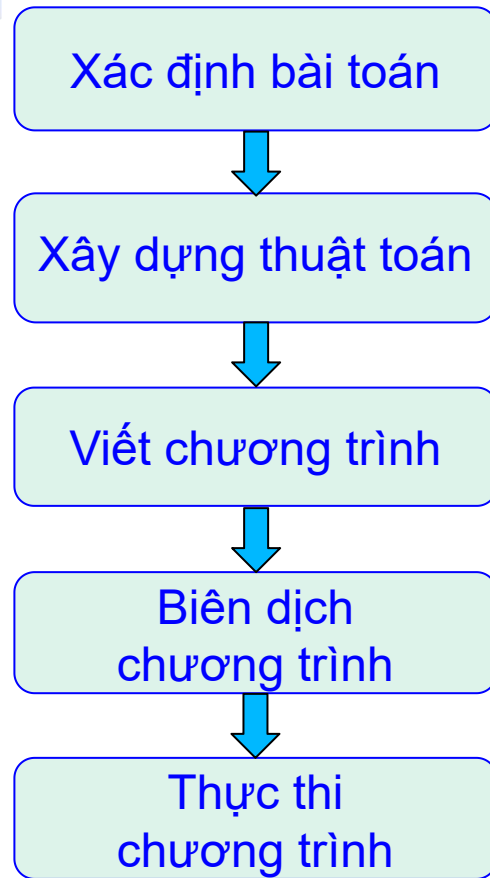 Xác định bài toán
Xây dựng thuật toán
Viết chương trình
Biên dịch
chương trình
Thực thi
chương trình